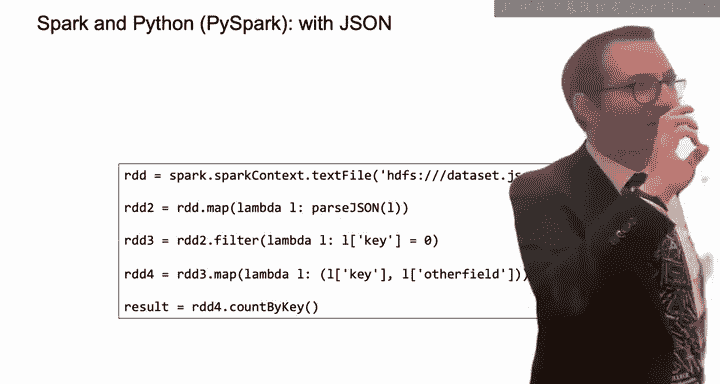 Spark and Python (PySpark): with JSON
rdd = spark.sparkContext.textFile('hdfs:///dataset.js
rdd2 = rdd.map(lambda l: parseJSON(l))
rdd3 = rdd2.filter(lambda l: l['key'] = 0)
rdd4 = rdd3.map(lambda l: (l['key'], l['otherfield']))
result = rdd4.countByKey()